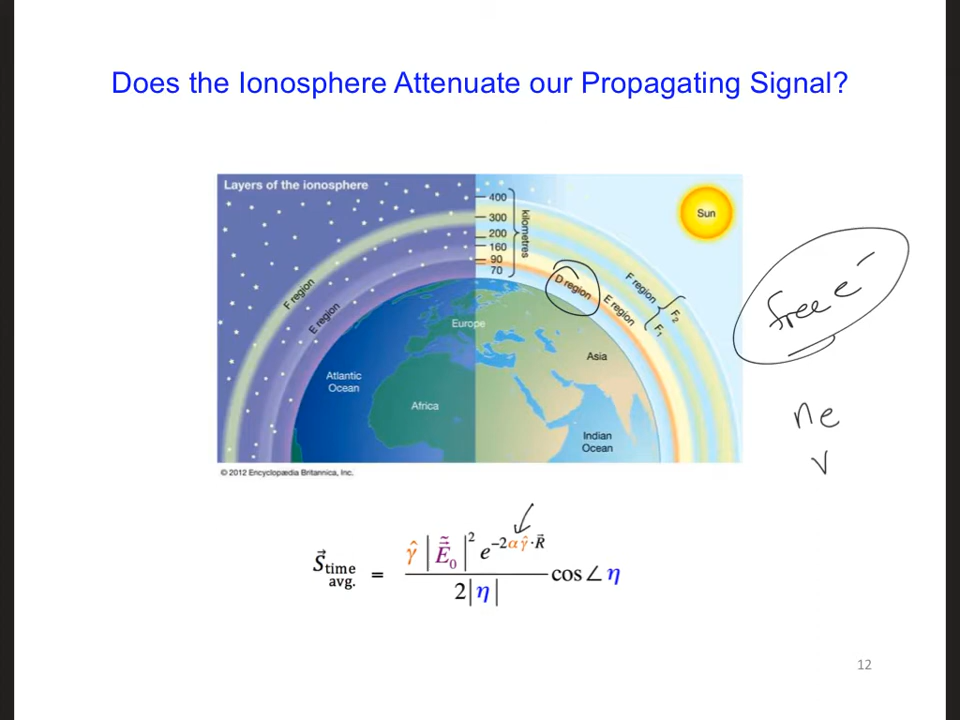 Does the Ionosphere Attenuate our Propagating Signal?
Layers of the ionosphere
400
300
200
160
90
70
kilometres
Sun
F region
E region
D region
E region
F region
F₂
F₁
free e⁻
Europe
Asia
Atlantic
Ocean
Africa
Indian
Ocean
nₑ
ν
© 2012 Encyclopædia Britannica, Inc.
S⃗ time avg. = γ̂ |Ẽ⃗₀|² e^(−2αγ̂·R⃗) / 2|η| cos∠η
12